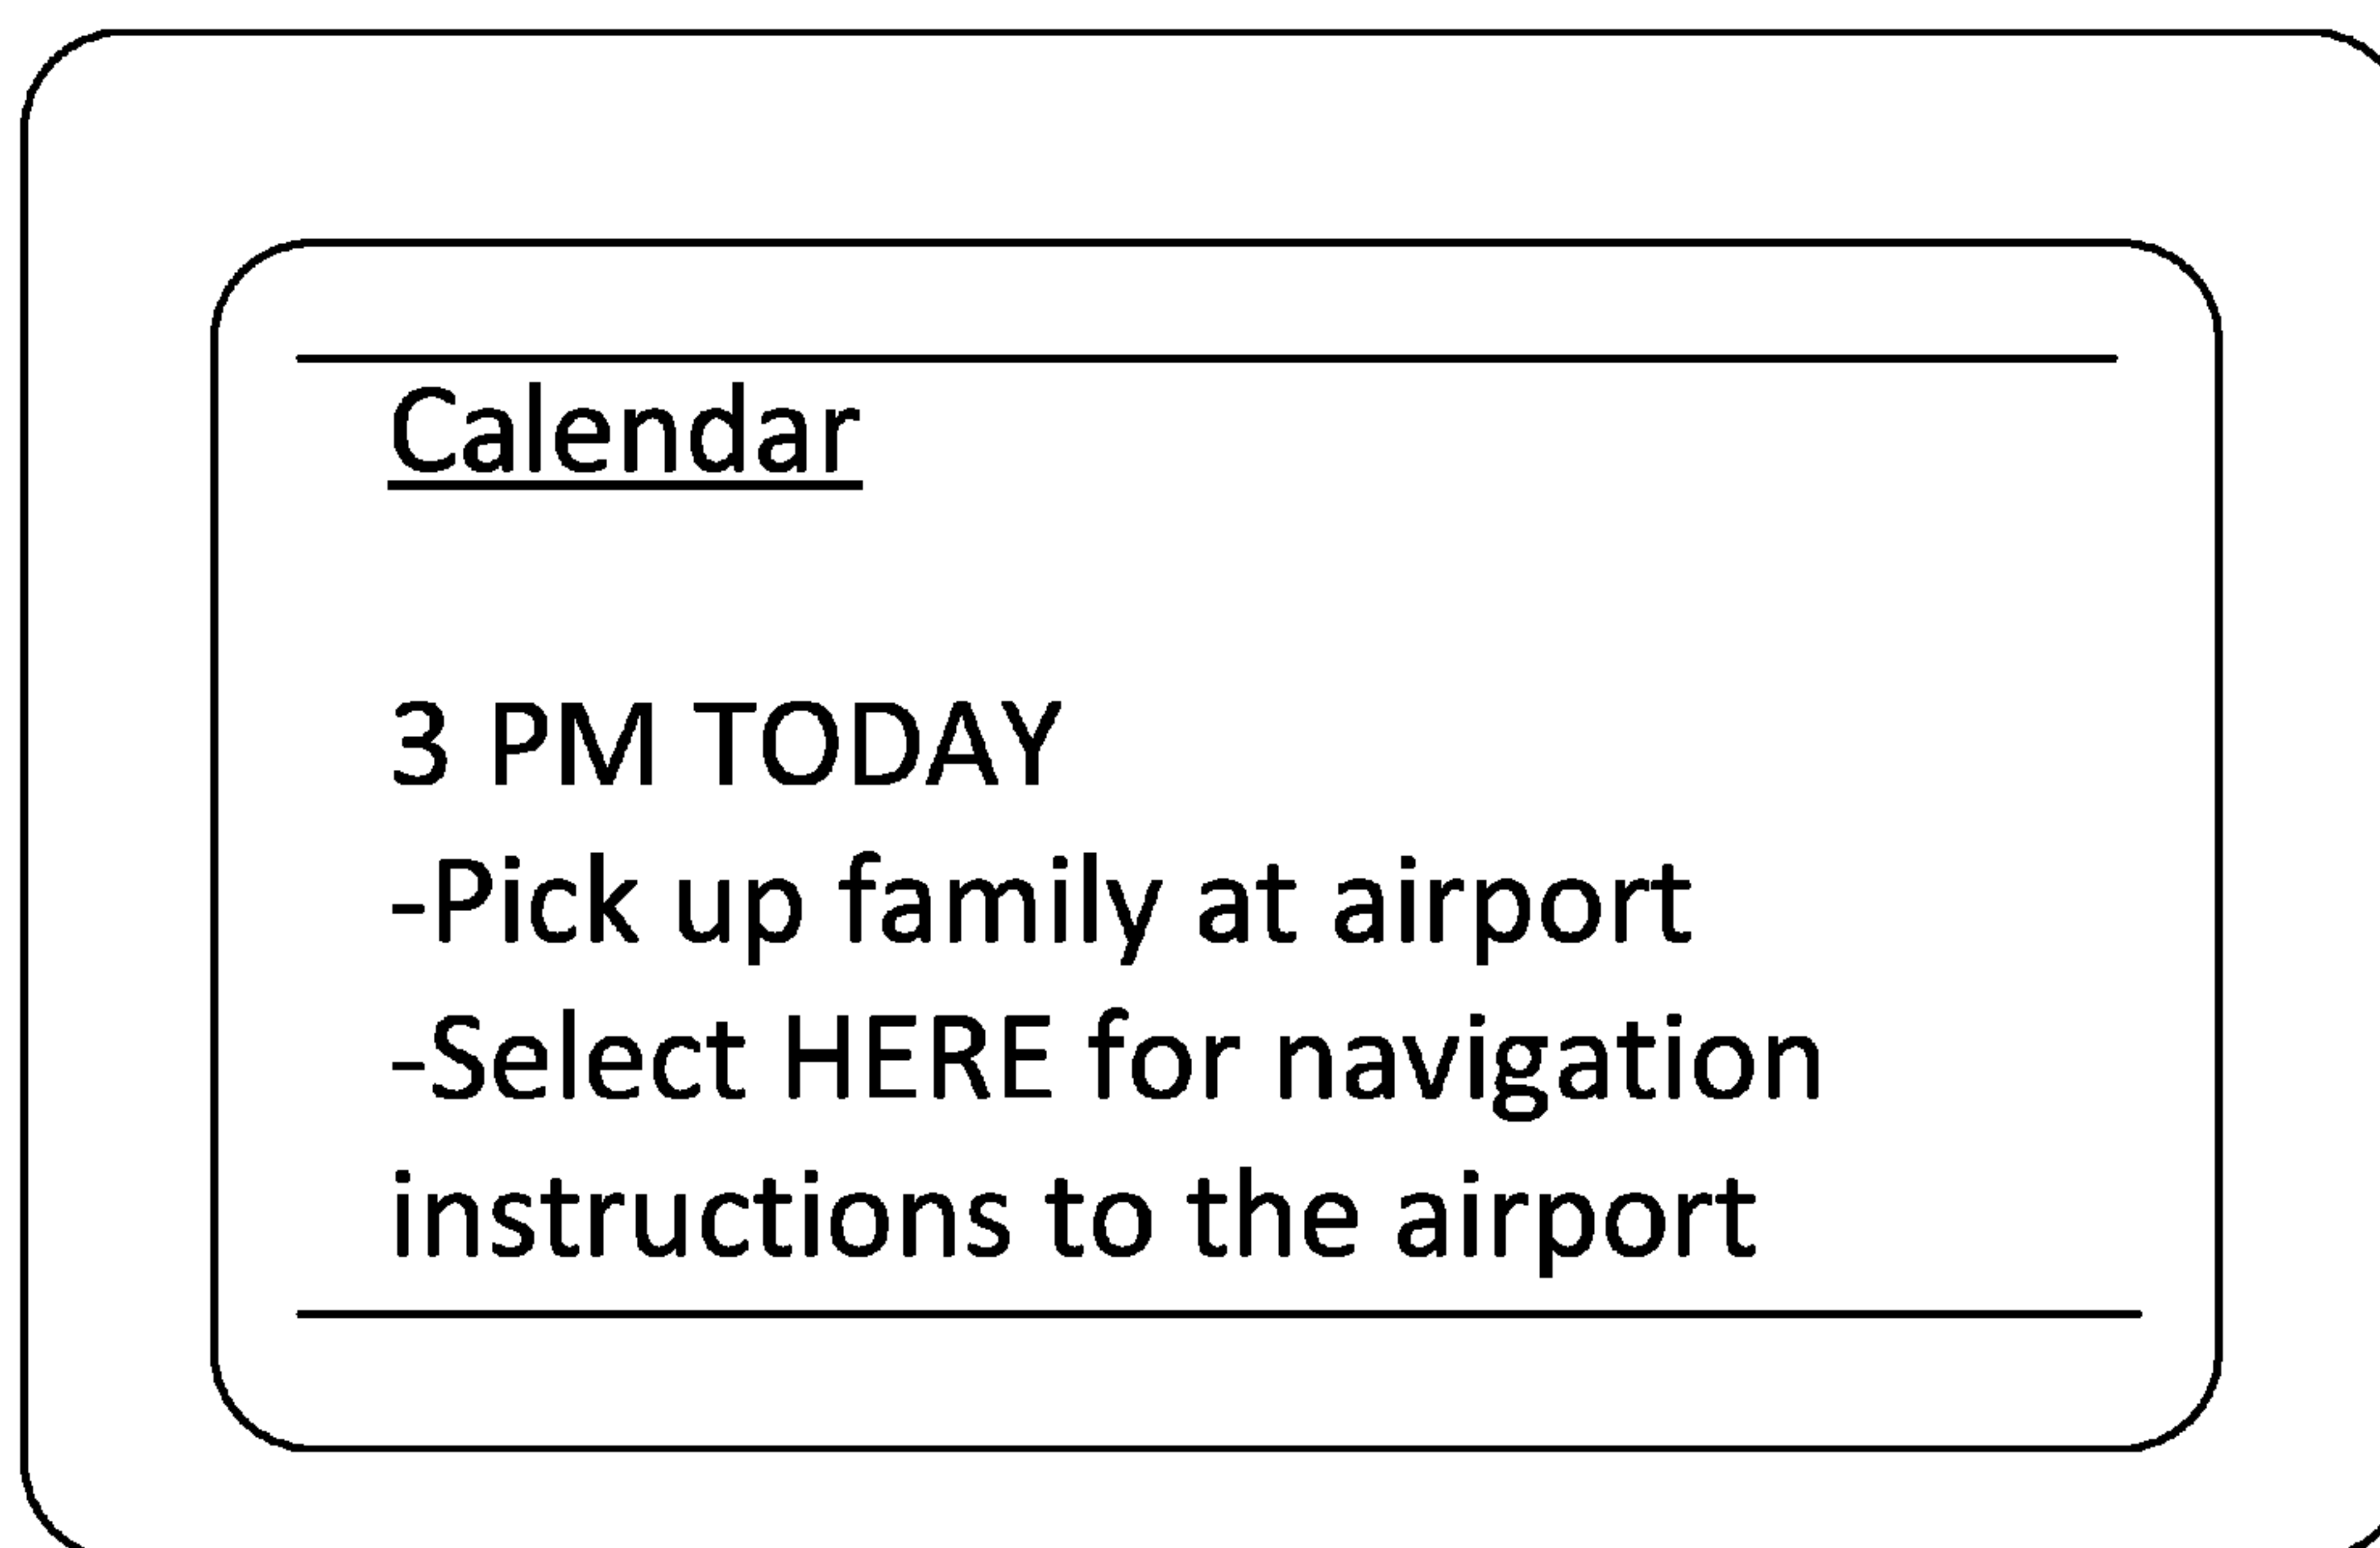 Calendar
3 PM TODAY
-Pick up family at airport
-Select HERE for navigation
instructions to the airport